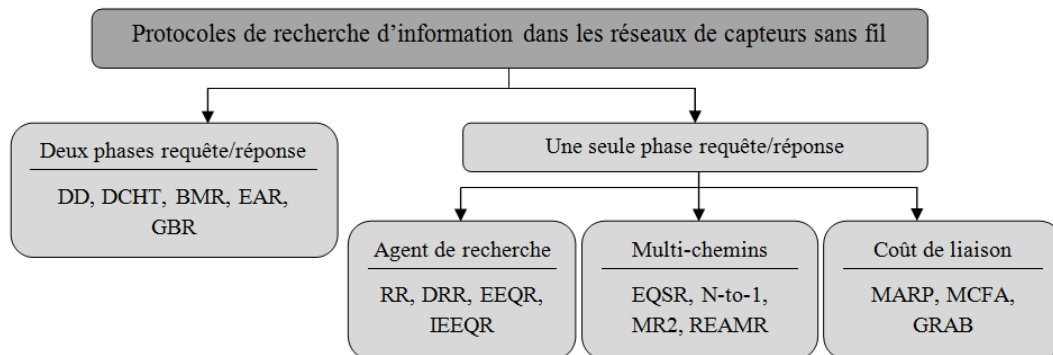 Protocoles de recherche d'information dans les réseaux de capteurs sans fil
Deux phases requête/réponse
DD, DCHT, BMR, EAR,
GBR
Une seule phase requête/réponse
Agent de recherche
RR, DRR, EEQR,
IEEQR
Multi-chemins
EQSR, N-to-1,
MR2, REAMR
Coût de liaison
MARP, MCFA,
GRAB